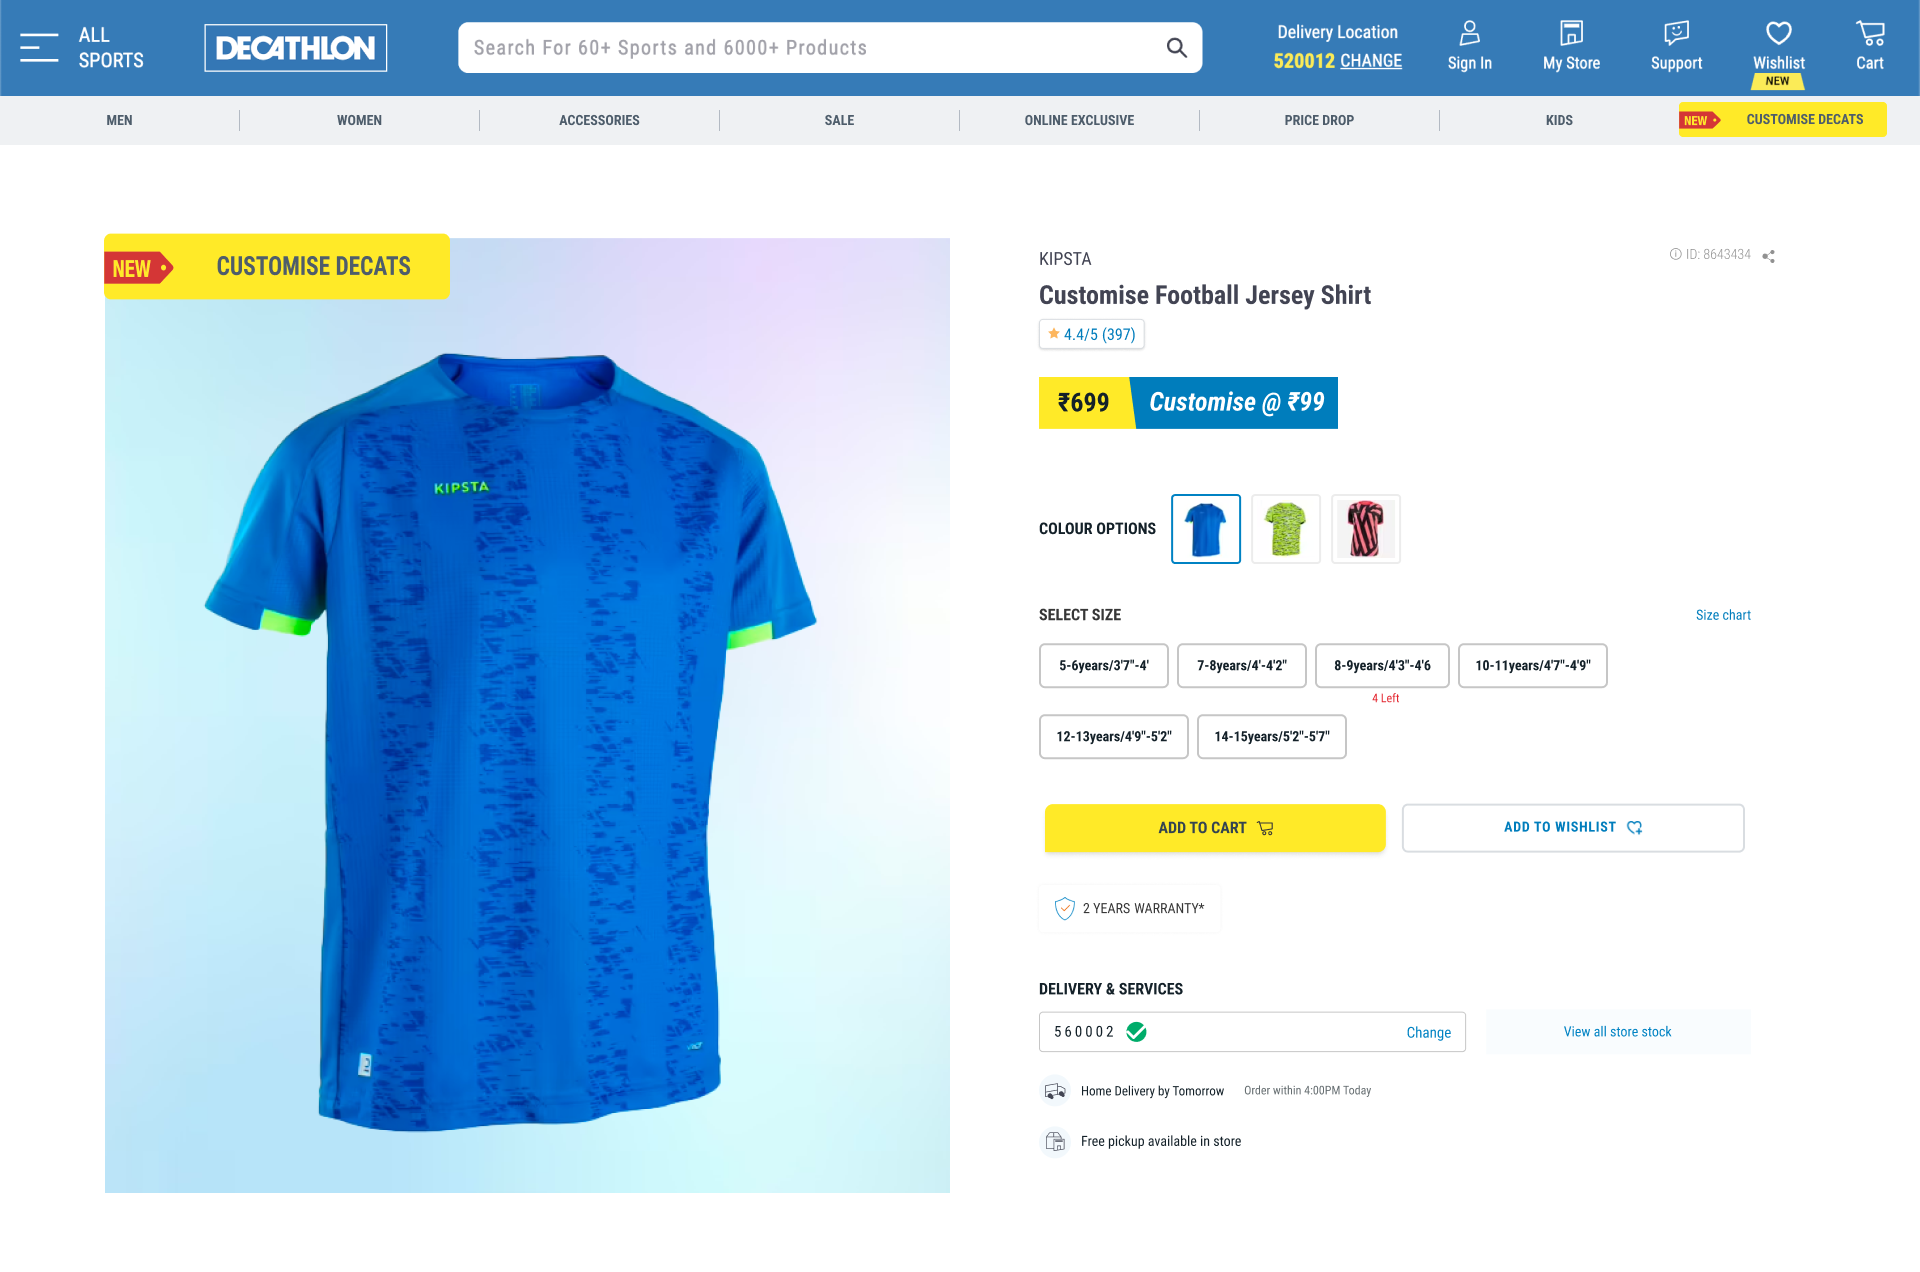 ALL
SPORTS
DECATHLON
Search For 60+ Sports and 6000+ Products
Delivery Location
520012 CHANGE
Sign In
My Store
Support
Wishlist
NEW
Cart
MEN
WOMEN
ACCESSORIES
SALE
ONLINE EXCLUSIVE
PRICE DROP
KIDS
NEW
CUSTOMISE DECATS
NEW
CUSTOMISE DECATS
KIPSTA
KIPSTA
ID: 8643434
Customise Football Jersey Shirt
4.4/5 (397)
₹699
Customise @ ₹99
COLOUR OPTIONS
SELECT SIZE
Size chart
5-6years/3'7"-4'
7-8years/4'-4'2"
8-9years/4'3"-4'6
10-11years/4'7"-4'9"
4 Left
12-13years/4'9"-5'2"
14-15years/5'2"-5'7"
ADD TO CART
ADD TO WISHLIST
2 YEARS WARRANTY*
DELIVERY & SERVICES
560002
Change
View all store stock
Home Delivery by Tomorrow
Order within 4:00PM Today
Free pickup available in store